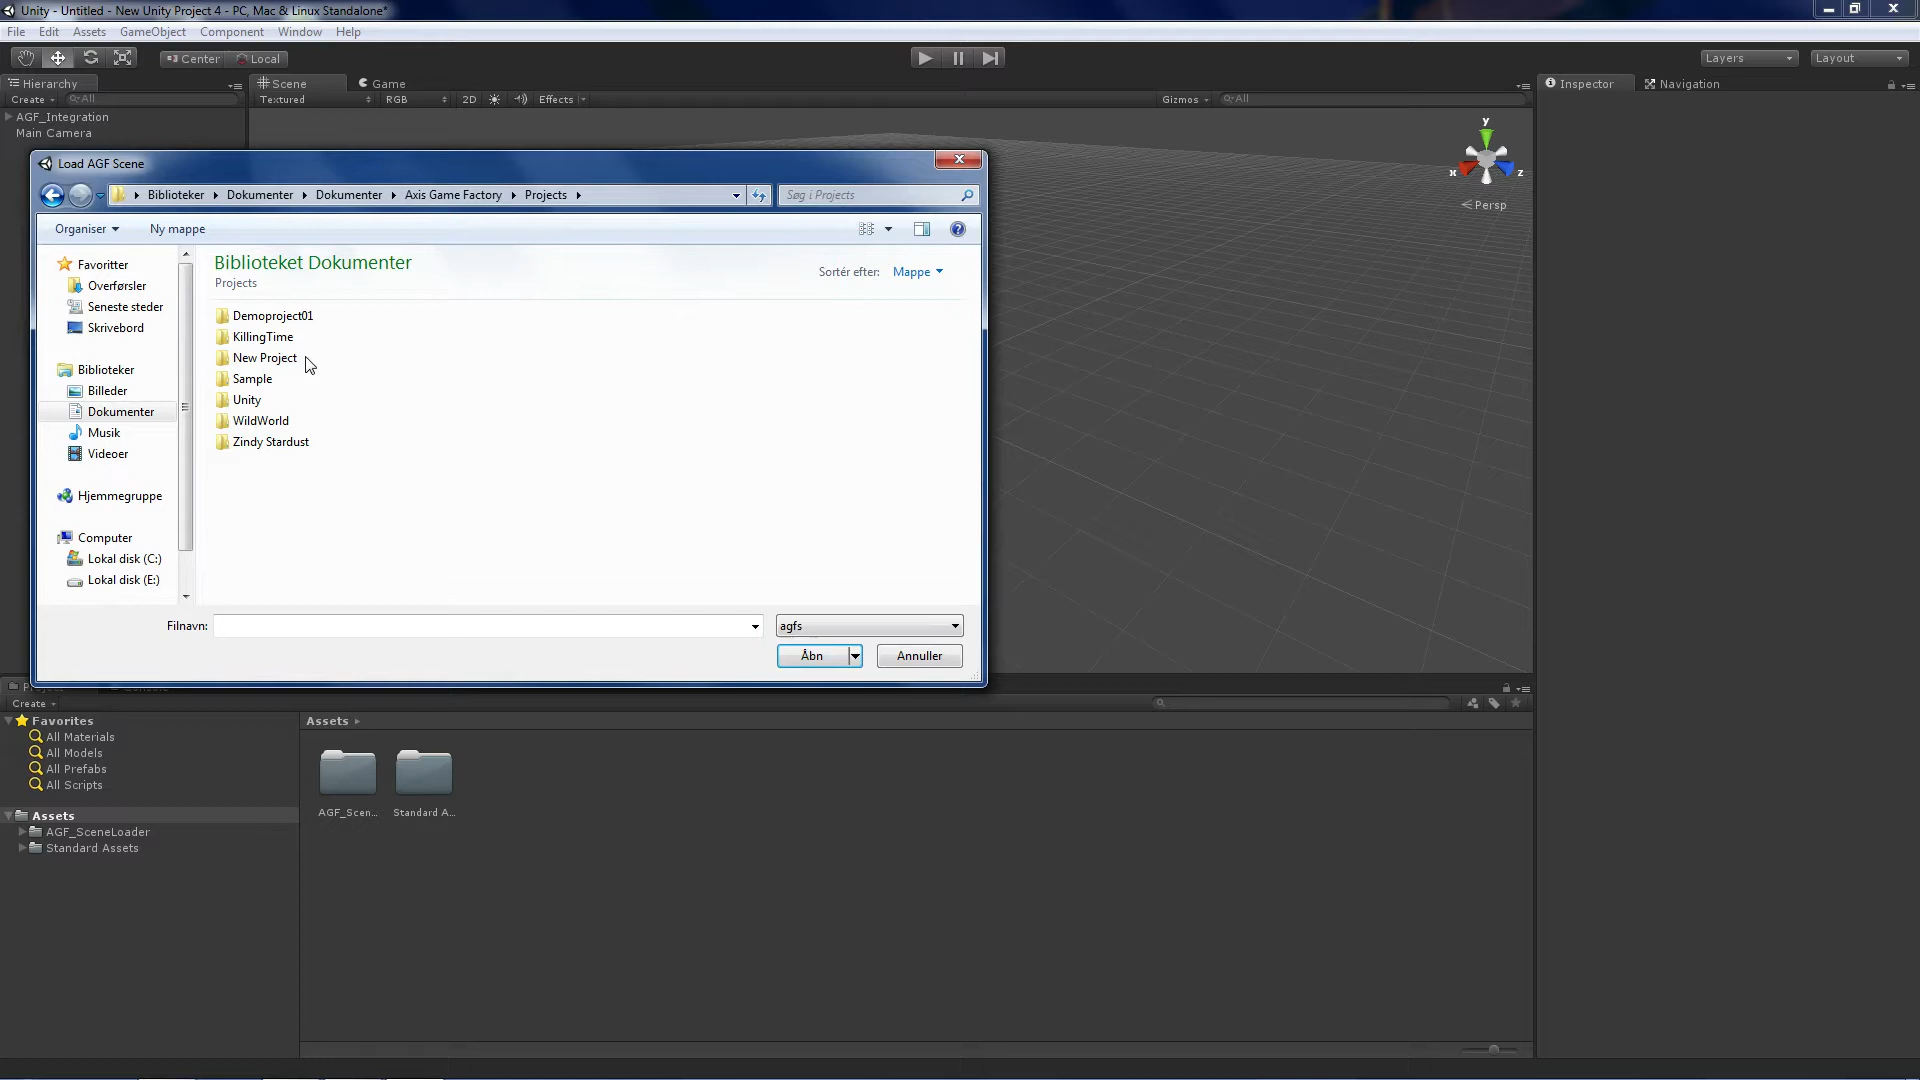 Unity - Untitled - New Unity Project 4 - PC, Mac & Linux Standalone*
File Edit Assets GameObject Component Window Help
Center Local Layers Layout
Hierarchy Scene Game Inspector Navigation
Create All Textured RGB 2D Effects Gizmos All
AGF_Integration
Main Camera
y
x z
Persp
Load AGF Scene
Biblioteker Dokumenter Dokumenter Axis Game Factory Projects Søg i Projects
Organiser Ny mappe
Favoritter
Overførsler
Seneste steder
Skrivebord
Biblioteker
Billeder
Dokumenter
Musik
Videoer
Hjemmegruppe
Computer
Lokal disk (C:)
Lokal disk (E:)
Biblioteket Dokumenter
Projects
Sortér efter: Mappe
Demoproject01
KillingTime
New Project
Sample
Unity
WildWorld
Zindy Stardust
Filnavn: agfs
Åbn Annuller
Create
Favorites
All Materials
All Models
All Prefabs
All Scripts
Assets
AGF_SceneLoader
Standard Assets
Assets
AGF_Scen... Standard A...